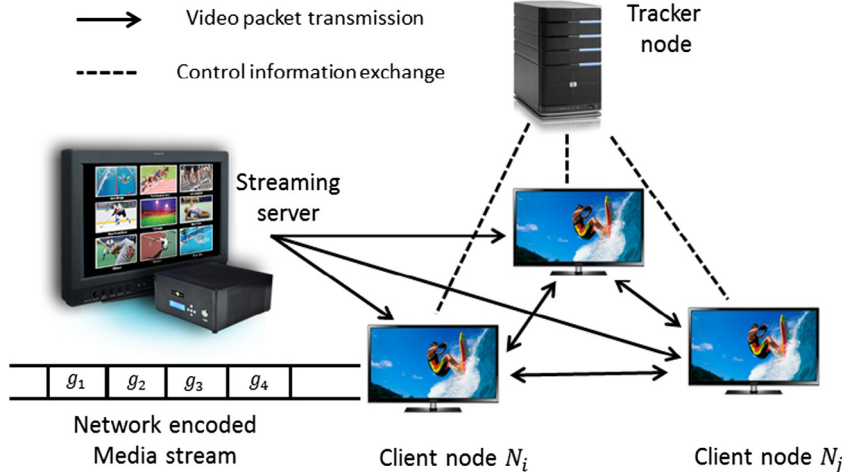 Video packet transmission
Control information exchange
Tracker
node
Streaming
server
g₁ g₂ g₃ g₄
Network encoded
Media stream
Client node Nᵢ
Client node Nⱼ